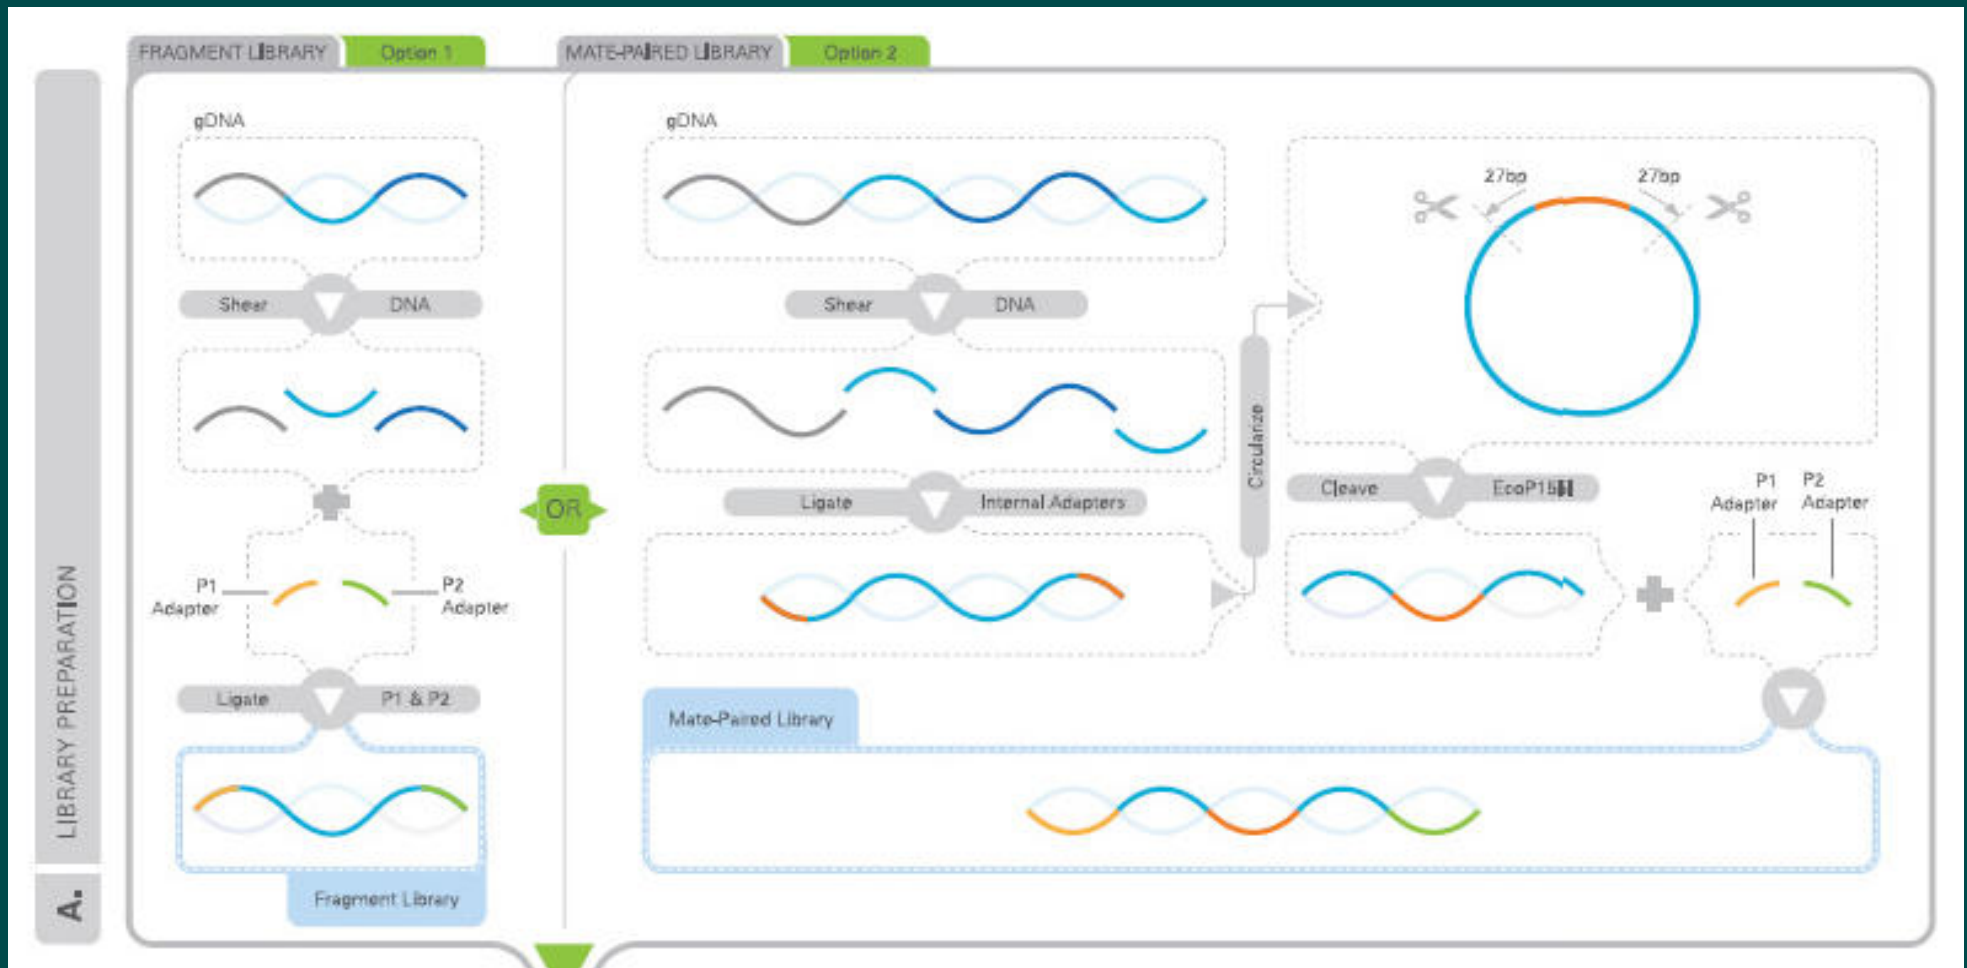 FRAGMENT LIBRARY
Option 1
MATE-PAIRED LIBRARY
Option 2
gDNA
Shear
DNA
P1
Adapter
P2
Adapter
Ligate
P1 & P2
Fragment Library
OR
gDNA
Shear
DNA
Ligate
Internal Adapters
Circularize
27bp
27bp
Cleave
P1
Adapter
P2
Adapter
Mate-Paired Library
A.
LIBRARY PREPARATION